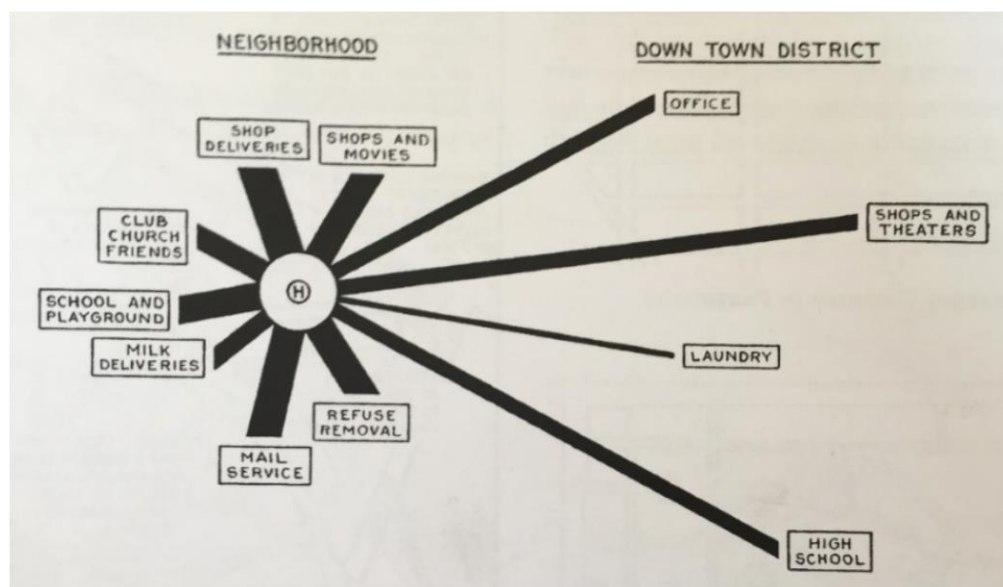 NEIGHBORHOOD
DOWN TOWN DISTRICT
OFFICE
SHOP
DELIVERIES
SHOPS AND
MOVIES
CLUB
CHURCH
FRIENDS
SHOPS AND
THEATERS
H
SCHOOL AND
PLAYGROUND
MILK
DELIVERIES
LAUNDRY
REFUSE
REMOVAL
MAIL
SERVICE
HIGH
SCHOOL